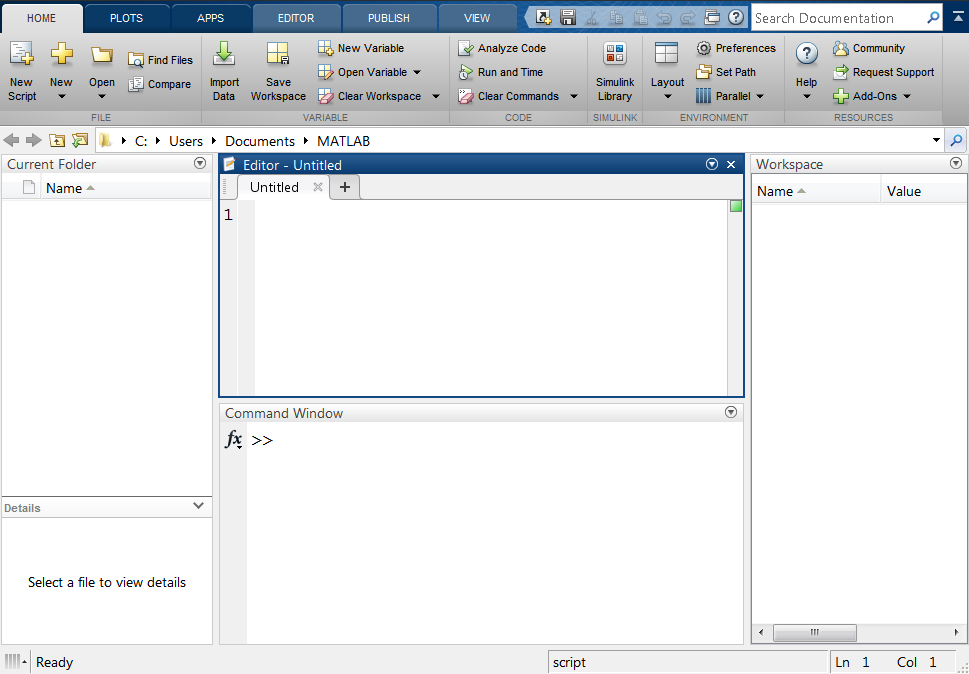 HOME PLOTS APPS EDITOR PUBLISH VIEW Search Documentation
New Script
New
Open
Find Files
Compare
FILE
Import Data
Save Workspace
New Variable
Open Variable
Clear Workspace
VARIABLE
Analyze Code
Run and Time
Clear Commands
CODE
Simulink Library
SIMULINK
Layout
Preferences
Set Path
Parallel
ENVIRONMENT
Help
Community
Request Support
Add-Ons
RESOURCES
C: Users Documents MATLAB
Current Folder
Name
Details
Select a file to view details
Editor - Untitled
Untitled
1
Command Window
fx >>
Workspace
Name Value
Ready script Ln 1 Col 1